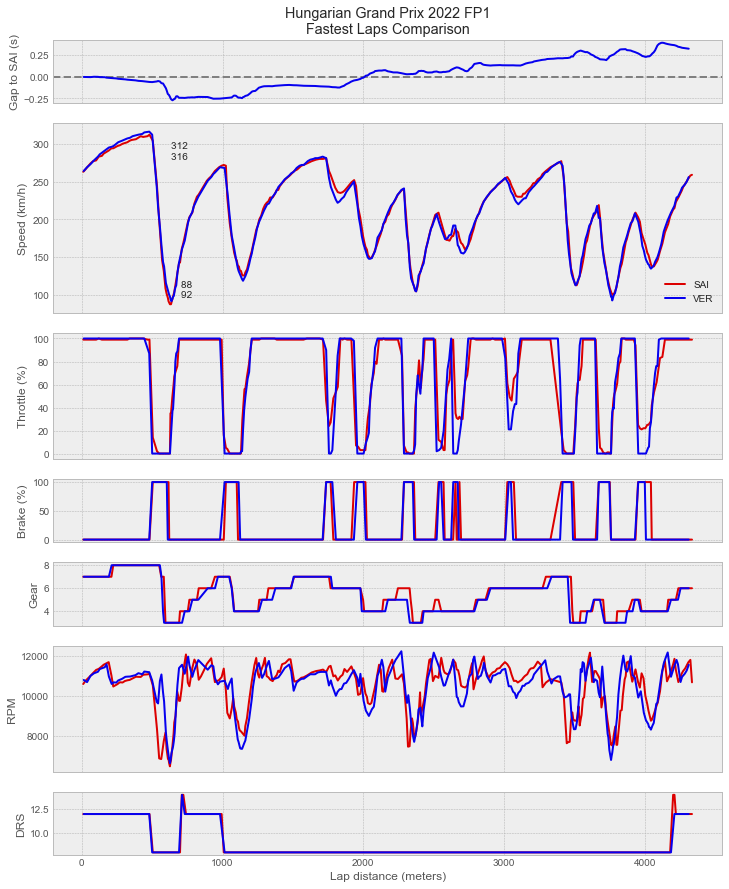 Hungarian Grand Prix 2022 FP1
Fastest Laps Comparison
Gap to SAI (s)
0.25
0.00
−0.25
Speed (km/h)
300
250
200
150
100
312
316
88
92
SAI
VER
Throttle (%)
100
80
60
40
20
0
Brake (%)
100
50
0
Gear
8
6
4
RPM
12000
10000
8000
DRS
12.5
10.0
0
1000
2000
3000
4000
Lap distance (meters)